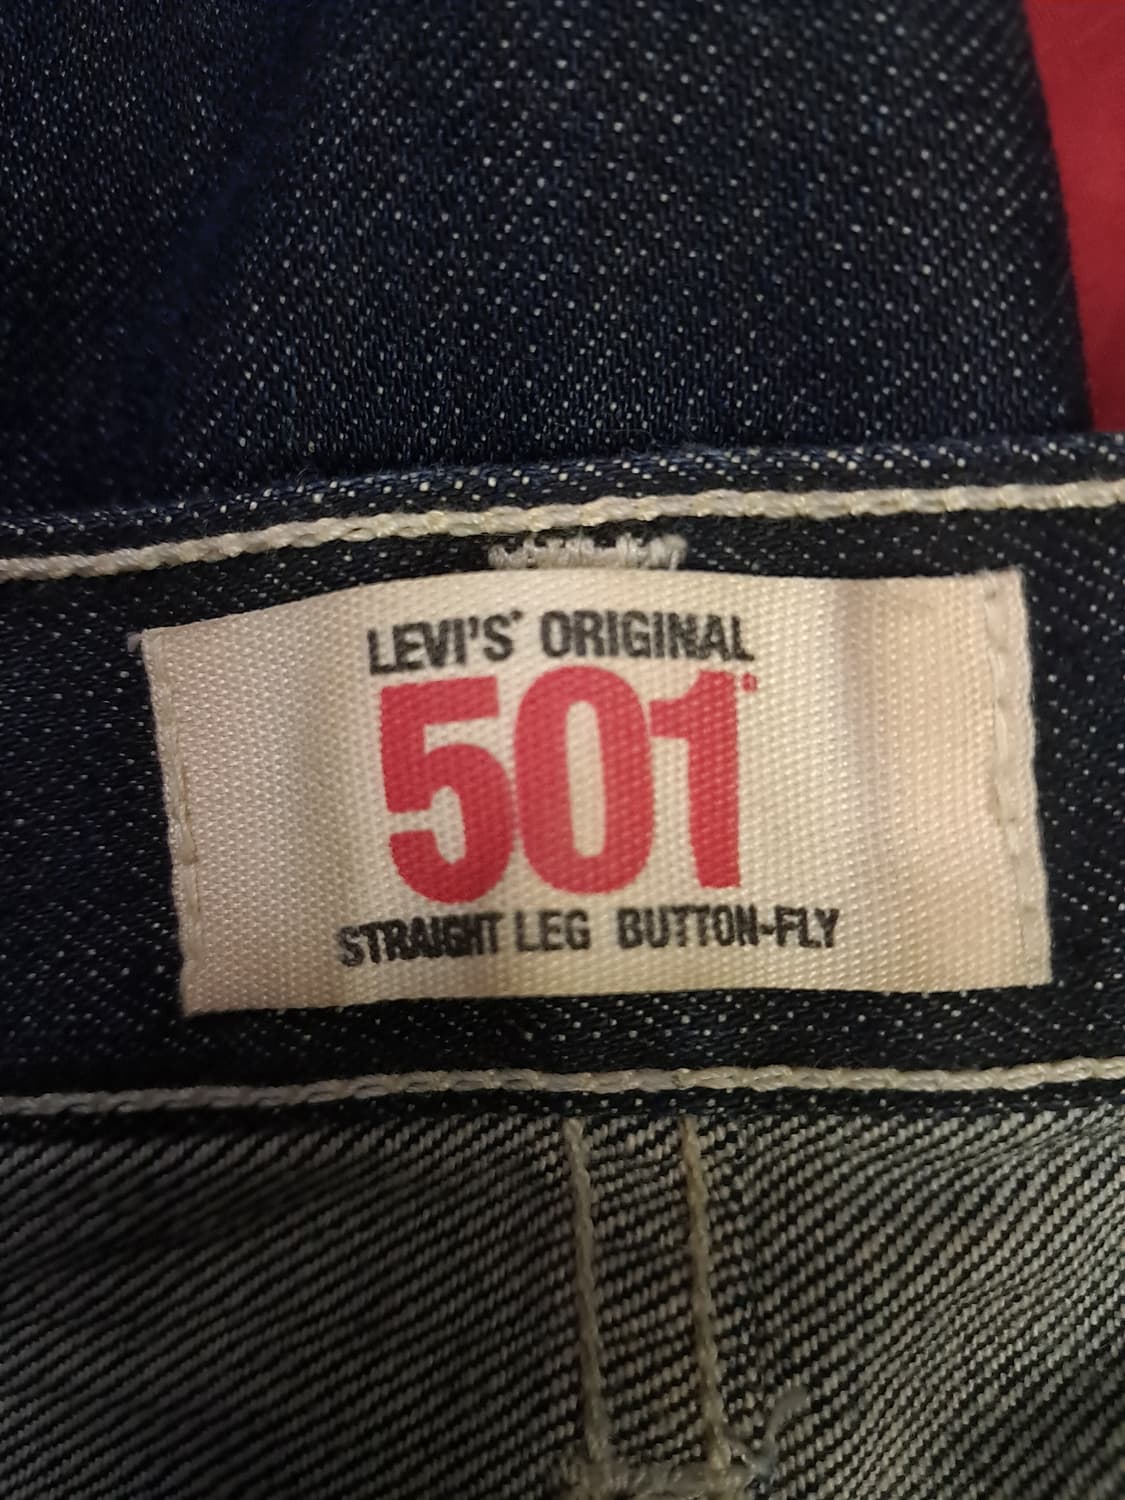 LEVI'S® ORIGINAL
501®
STRAIGHT LEG BUTTON-FLY